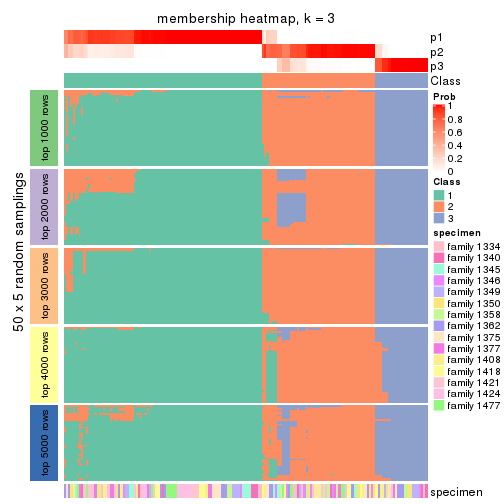 membership heatmap, k = 3
p1
p2
p3
Class
50 x 5 random samplings
top 1000 rows
top 2000 rows
top 3000 rows
top 4000 rows
top 5000 rows
specimen
Prob
1
0.8
0.6
0.4
0.2
0
Class
1
2
3
specimen
family 1334
family 1340
family 1345
family 1346
family 1349
family 1350
family 1358
family 1362
family 1375
family 1377
family 1408
family 1418
family 1421
family 1424
family 1477